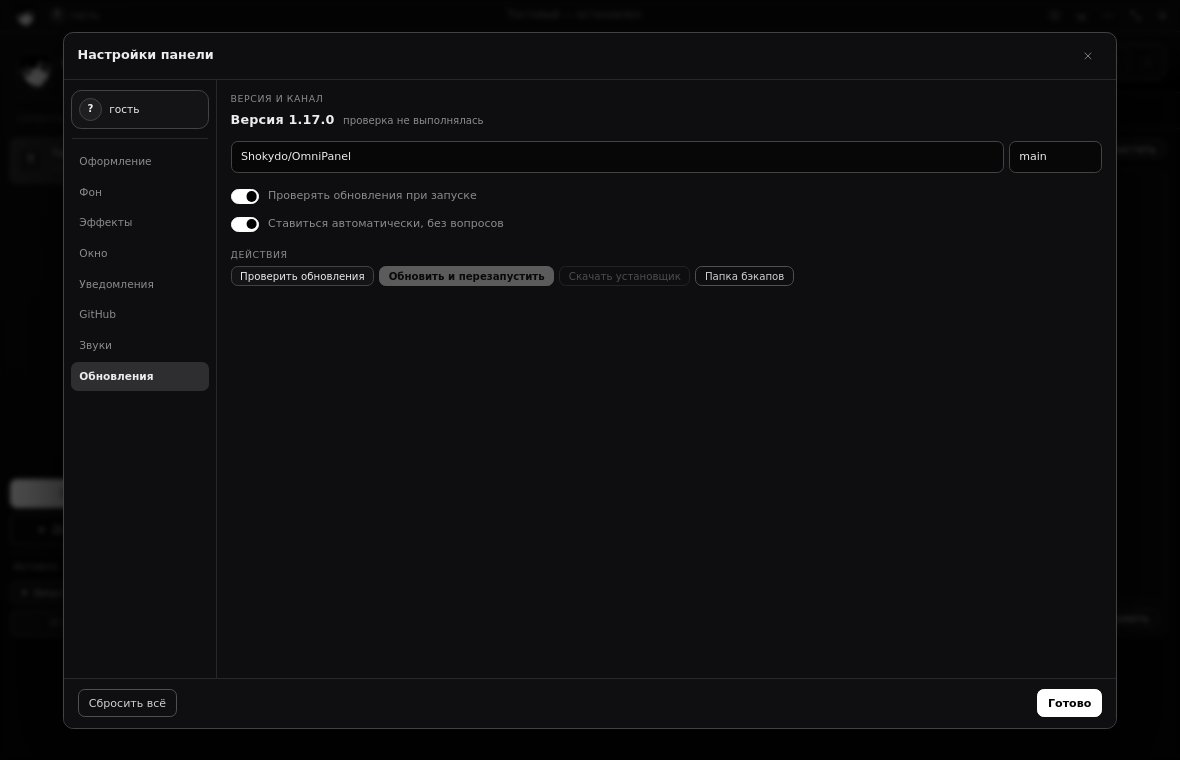 Настройки панели
? гость
Оформление
Фон
Эффекты
Окно
Уведомления
GitHub
Звуки
Обновления
ВЕРСИЯ И КАНАЛ
Версия 1.17.0 проверка не выполнялась
Shokydo/OmniPanel main
Проверять обновления при запуске
Ставиться автоматически, без вопросов
ДЕЙСТВИЯ
Проверить обновления Обновить и перезапустить Скачать установщик Папка бэкапов
Сбросить всё Готово